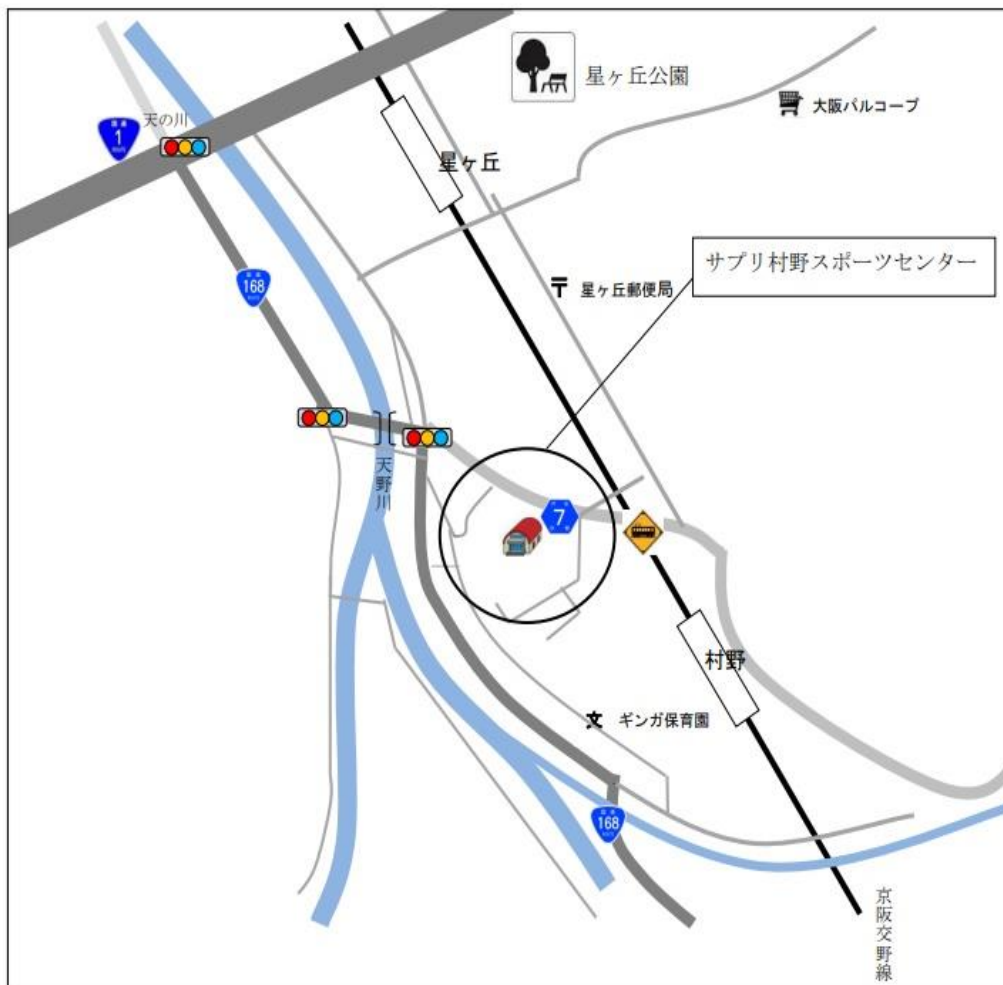 星ヶ丘公園
大阪パルコープ
天の川
1
星ヶ丘
サプリ村野スポーツセンター
168
〒 星ヶ丘郵便局
天野川
7
村野
文 ギンガ保育園
168
京阪交野線